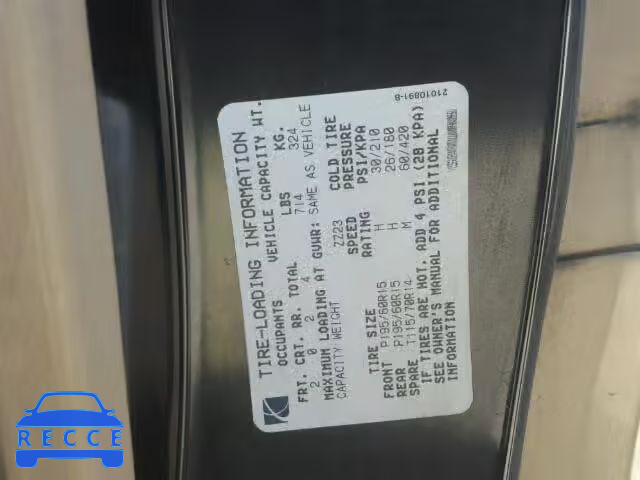 TIRE-LOADING INFORMATION
OCCUPANTS VEHICLE CAPACITY WT.
FRT. CRT. RR. TOTAL LBS KG.
2 0 2 4 714 324
MAXIMUM LOADING AT GVWR: SAME AS VEHICLE
CAPACITY WEIGHT
ZZ23
TIRE SIZE SPEED RATING COLD TIRE PRESSURE PSI/KPA
FRONT P195/60R15 H 30/210
REAR P195/60R15 H 26/180
SPARE T115/70R14 M 60/420
IF TIRES ARE HOT, ADD 4 PSI (28 KPA)
SEE OWNER'S MANUAL FOR ADDITIONAL
INFORMATION
21010891-B
RECCE